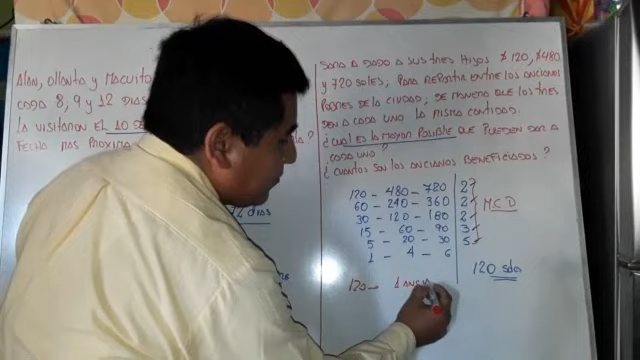 Alan, Ollanta y Macuito
cada 8, 9 y 12 dias
la visitaron el 10 de
fecha mas proxima
72 dias
Sara a dado a sus tres hijos $ 120, $480
y 720 soles, para repartir entre los ancianos
pobres de la ciudad, de manera que los tres
den a cada uno la misma cantidad.
¿cual es la mayor posible que pueden dar a
cada uno?
¿Cuantos son los ancianos beneficiados?
120 - 480 - 720 2
60 - 240 - 360 2
30 - 120 - 180 2
15 - 60 - 90 3
5 - 20 - 30 5
1 - 4 - 6
M.C.D
120 soles
120 → 1